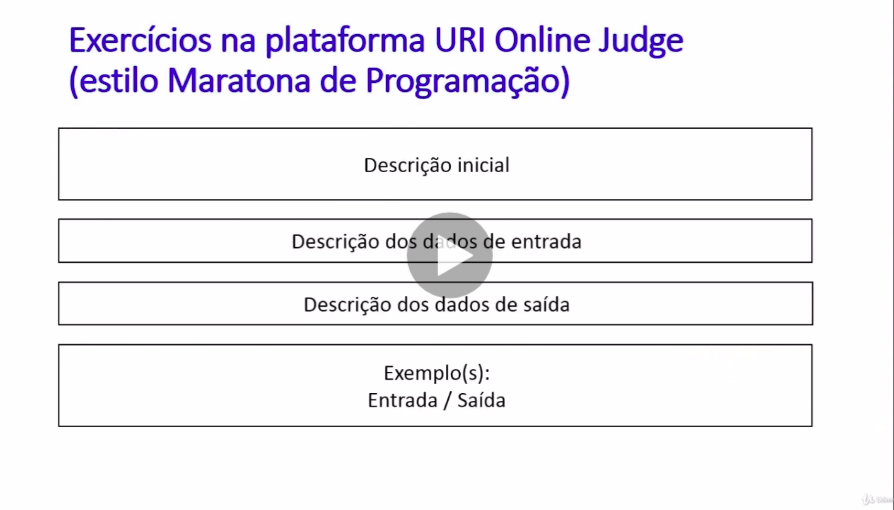 Exercícios na plataforma URI Online Judge
(estilo Maratona de Programação)
Descrição inicial
Descrição dos dados de entrada
Descrição dos dados de saída
Exemplo(s):
Entrada / Saída